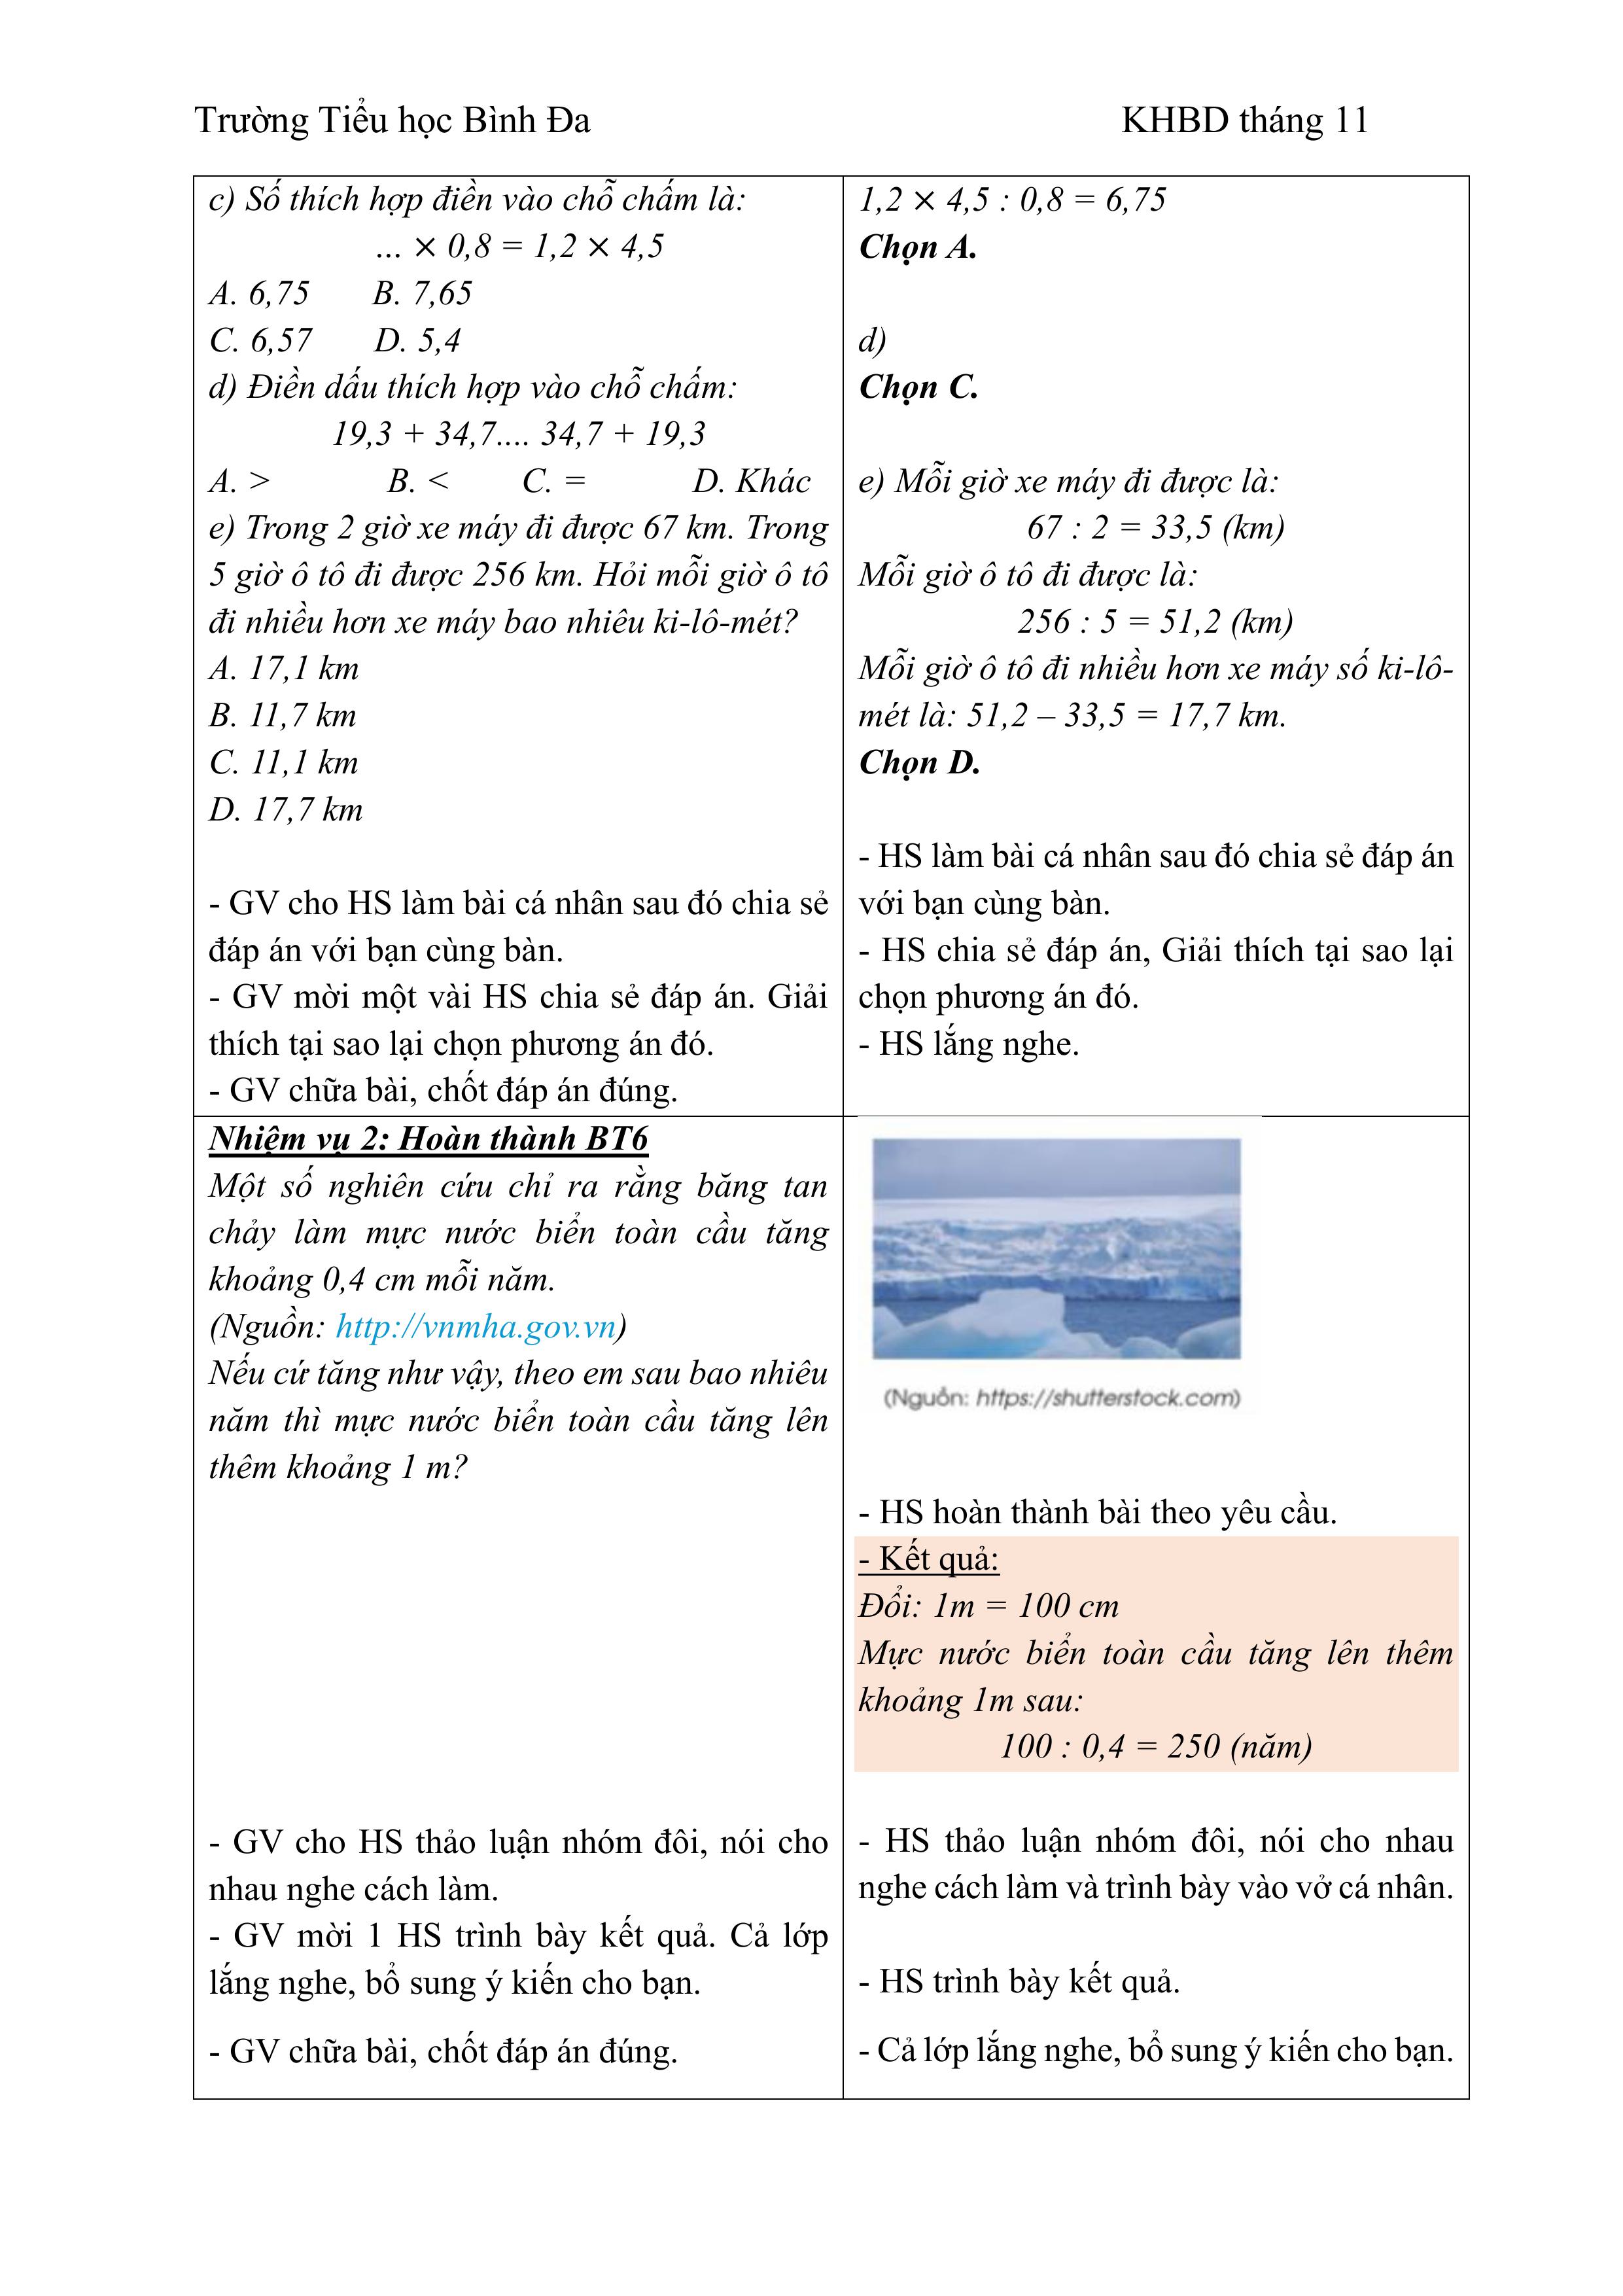 Trường Tiểu học Bình Đa KHBD tháng 11
c) Số thích hợp điền vào chỗ chấm là:
... × 0,8 = 1,2 × 4,5
A. 6,75 B. 7,65
C. 6,57 D. 5,4
d) Điền dấu thích hợp vào chỗ chấm:
19,3 + 34,7.... 34,7 + 19,3
A. > B. < C. = D. Khác
e) Trong 2 giờ xe máy đi được 67 km. Trong
5 giờ ô tô đi được 256 km. Hỏi mỗi giờ ô tô
đi nhiều hơn xe máy bao nhiêu ki-lô-mét?
A. 17,1 km
B. 11,7 km
C. 11,1 km
D. 17,7 km
- GV cho HS làm bài cá nhân sau đó chia sẻ
đáp án với bạn cùng bàn.
- GV mời một vài HS chia sẻ đáp án. Giải
thích tại sao lại chọn phương án đó.
- GV chữa bài, chốt đáp án đúng.
1,2 × 4,5 : 0,8 = 6,75
Chọn A.
d)
Chọn C.
e) Mỗi giờ xe máy đi được là:
67 : 2 = 33,5 (km)
Mỗi giờ ô tô đi được là:
256 : 5 = 51,2 (km)
Mỗi giờ ô tô đi nhiều hơn xe máy số ki-lô-
mét là: 51,2 – 33,5 = 17,7 km.
Chọn D.
- HS làm bài cá nhân sau đó chia sẻ đáp án
với bạn cùng bàn.
- HS chia sẻ đáp án, Giải thích tại sao lại
chọn phương án đó.
- HS lắng nghe.
Nhiệm vụ 2: Hoàn thành BT6
Một số nghiên cứu chỉ ra rằng băng tan
chảy làm mực nước biển toàn cầu tăng
khoảng 0,4 cm mỗi năm.
(Nguồn: http://vnmha.gov.vn)
Nếu cứ tăng như vậy, theo em sau bao nhiêu
năm thì mực nước biển toàn cầu tăng lên
thêm khoảng 1 m?
- GV cho HS thảo luận nhóm đôi, nói cho
nhau nghe cách làm.
- GV mời 1 HS trình bày kết quả. Cả lớp
lắng nghe, bổ sung ý kiến cho bạn.
- GV chữa bài, chốt đáp án đúng.
(Nguồn: https://shutterstock.com)
- HS hoàn thành bài theo yêu cầu.
- Kết quả:
Đổi: 1m = 100 cm
Mực nước biển toàn cầu tăng lên thêm
khoảng 1m sau:
100 : 0,4 = 250 (năm)
- HS thảo luận nhóm đôi, nói cho nhau
nghe cách làm và trình bày vào vở cá nhân.
- HS trình bày kết quả.
- Cả lớp lắng nghe, bổ sung ý kiến cho bạn.